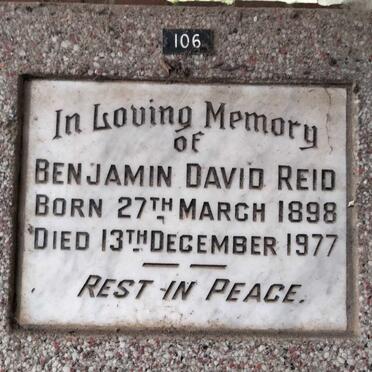 106
In Loving Memory
of
BENJAMIN DAVID REID
BORN 27TH MARCH 1898
DIED 13TH DECEMBER 1977
REST IN PEACE.